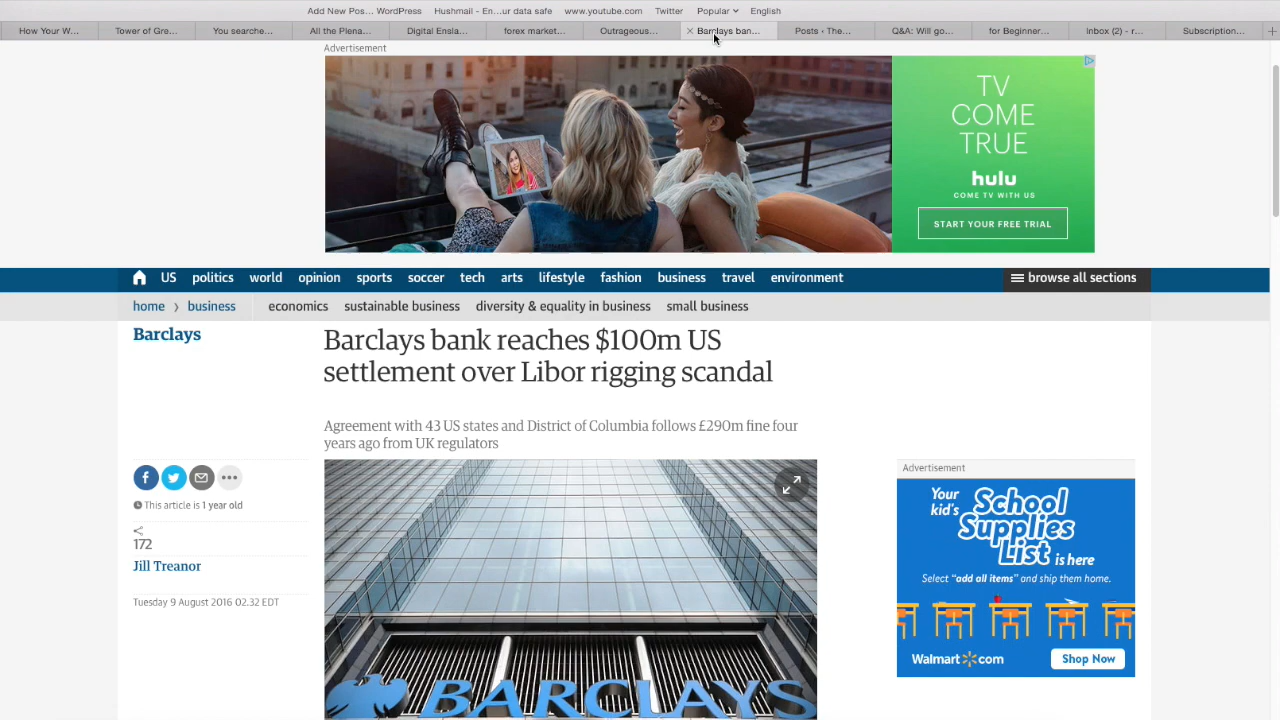 Add New Pos... WordPress Hushmail - En...ur data safe www.youtube.com Twitter Popular English
How Your W... Tower of Gre... You searche... All the Plena... Digital Ensla... forex market... Outrageous... Barclays ban... Posts ‹ The... Q&A: Will go... for Beginner... Inbox (2) - r... Subscription...
Advertisement
TV
COME
TRUE
hulu
COME TV WITH US
START YOUR FREE TRIAL
US politics world opinion sports soccer tech arts lifestyle fashion business travel environment browse all sections
home › business economics sustainable business diversity & equality in business small business
Barclays
Barclays bank reaches $100m US
settlement over Libor rigging scandal
Agreement with 43 US states and District of Columbia follows £290m fine four
years ago from UK regulators
This article is 1 year old
172
Jill Treanor
Tuesday 9 August 2016 02.32 EDT
BARCLAYS
Advertisement
Your
kid's
School
Supplies
List is here
Select “add all items” and ship them home.
Walmart.com
Shop Now